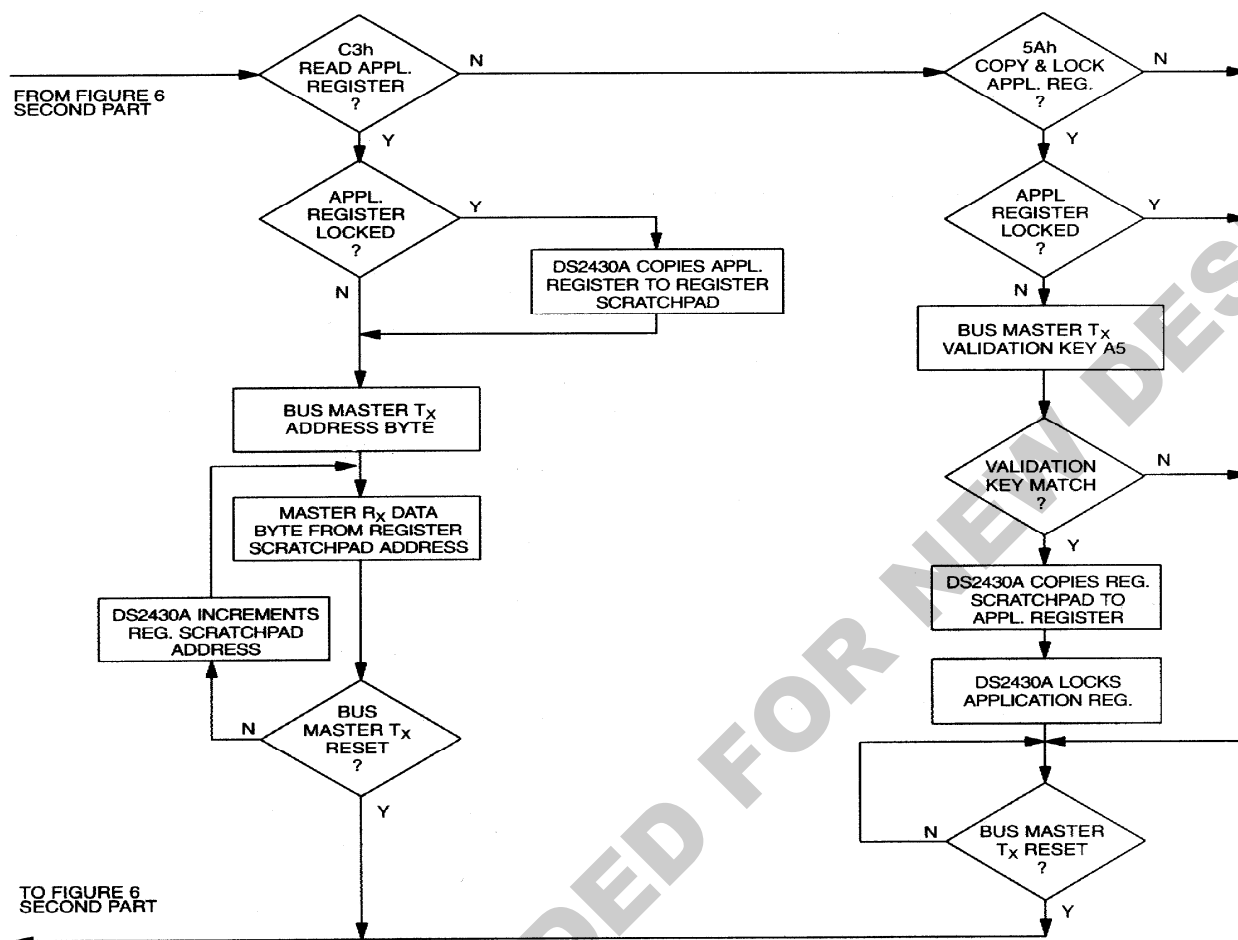 FROM FIGURE 6
SECOND PART
C3h
READ APPL.
REGISTER
?
N
Y
APPL.
REGISTER
LOCKED
?
Y
N
DS2430A COPIES APPL.
REGISTER TO REGISTER
SCRATCHPAD
BUS MASTER TX
ADDRESS BYTE
MASTER RX DATA
BYTE FROM REGISTER
SCRATCHPAD ADDRESS
DS2430A INCREMENTS
REG. SCRATCHPAD
ADDRESS
BUS
MASTER TX
RESET
?
N
Y
5Ah
COPY & LOCK
APPL. REG.
?
N
Y
APPL
REGISTER
LOCKED
?
Y
N
BUS MASTER TX
VALIDATION KEY A5
VALIDATION
KEY MATCH
?
N
Y
DS2430A COPIES REG.
SCRATCHPAD TO
APPL. REGISTER
DS2430A LOCKS
APPLICATION REG.
BUS MASTER
TX RESET
?
N
Y
TO FIGURE 6
SECOND PART
DED FOR NEW DES